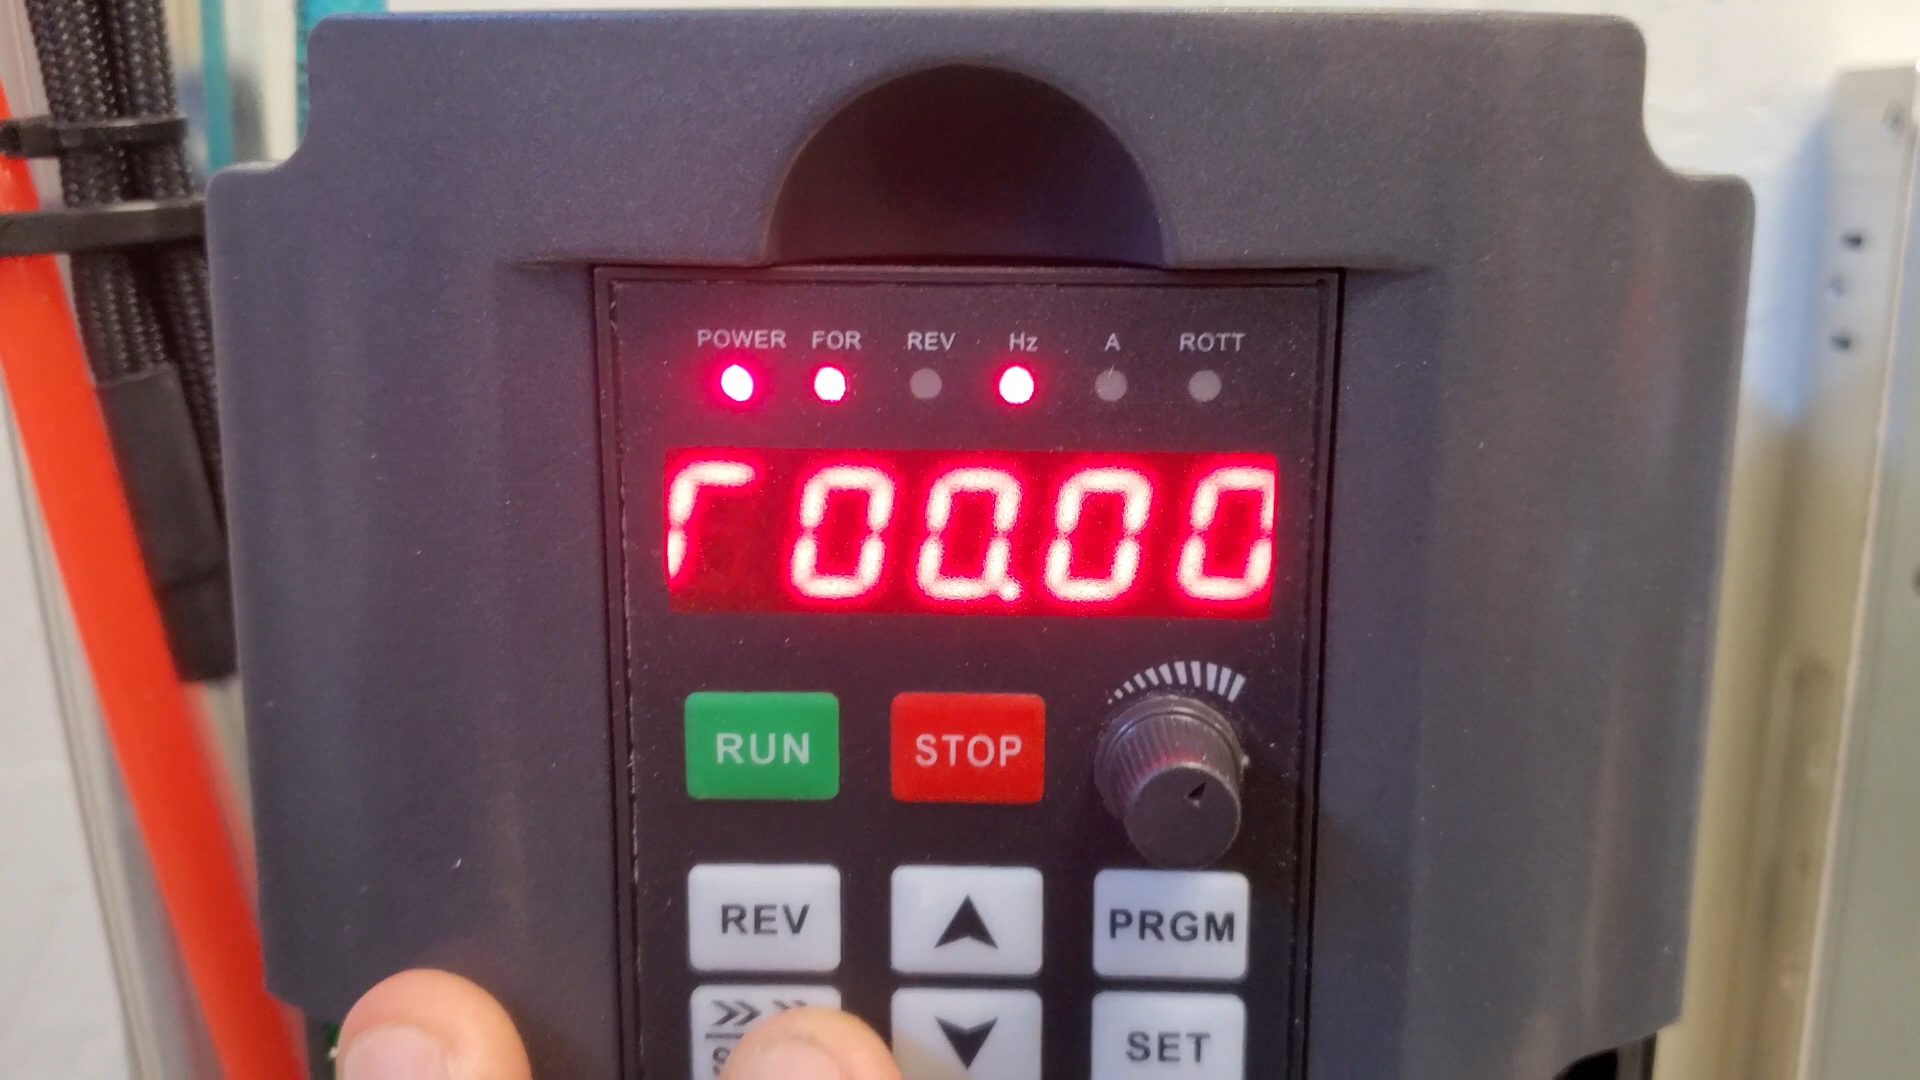 POWER FOR REV Hz A ROTT
r00.00
RUN STOP
REV PRGM
SET